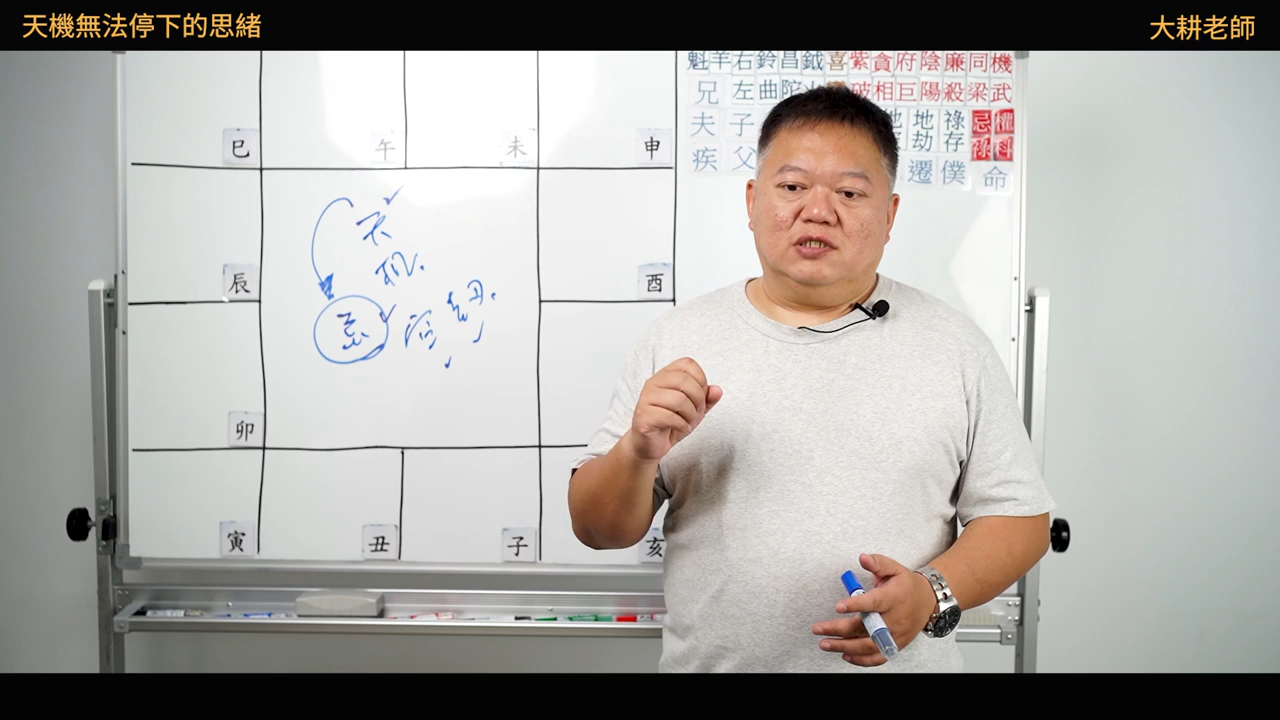 天機無法停下的思緒
大耕老師
魁羊右鈴昌鉞喜紫貪府陰廉同機
兄左曲陀破相巨陽殺梁武
夫子地祿忌權
劫存祿科
疾父遷僕命
巳午未申
辰酉
卯
寅丑子亥
天
机
忌